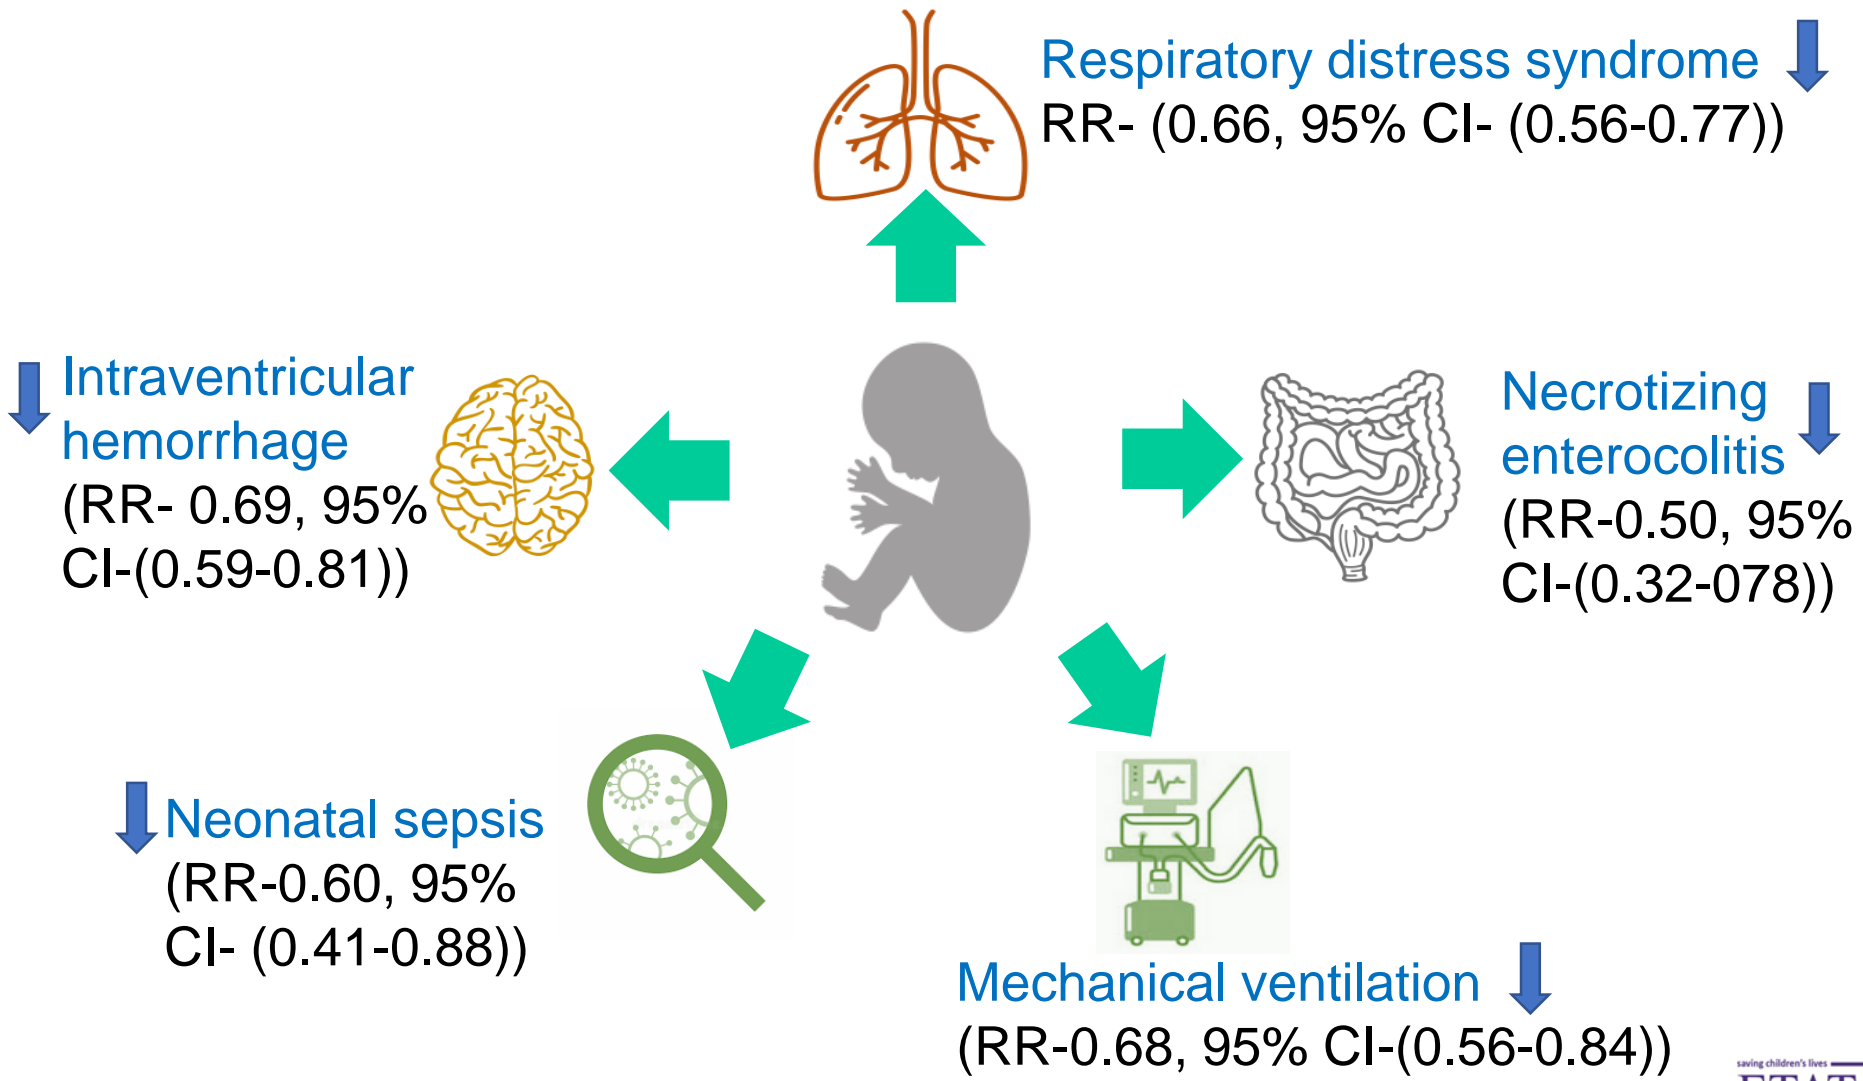 Respiratory distress syndrome
RR- (0.66, 95% CI- (0.56-0.77))
Intraventricular
hemorrhage
(RR- 0.69, 95%
CI-(0.59-0.81))
Necrotizing
enterocolitis
(RR-0.50, 95%
CI-(0.32-078))
Neonatal sepsis
(RR-0.60, 95%
CI- (0.41-0.88))
Mechanical ventilation
(RR-0.68, 95% CI-(0.56-0.84))
saving children's lives